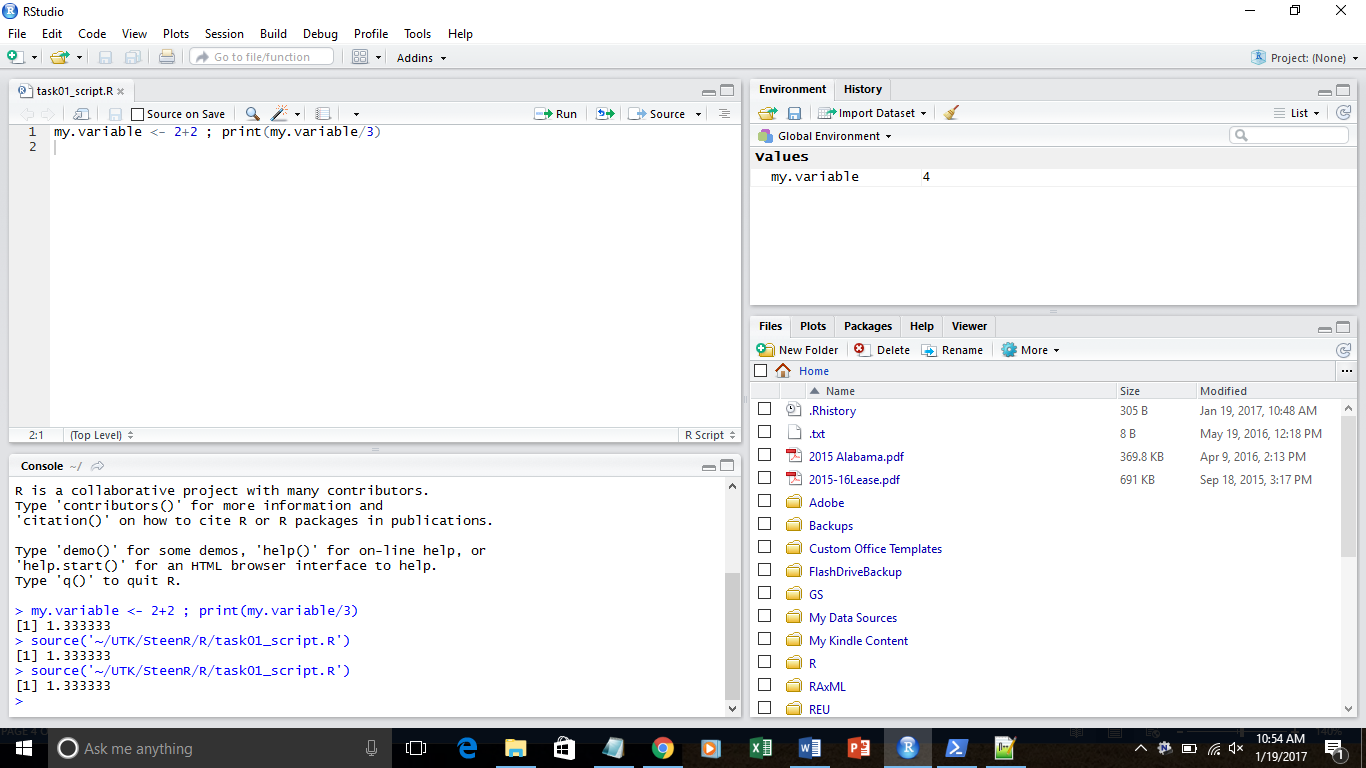 RStudio
File Edit Code View Plots Session Build Debug Profile Tools Help
Go to file/function Addins Project: (None)
task01_script.R
Source on Save Run Source
1 my.variable <- 2+2 ; print(my.variable/3)
2
2:1 (Top Level) R Script
Console ~/
R is a collaborative project with many contributors.
Type 'contributors()' for more information and
'citation()' on how to cite R or R packages in publications.
Type 'demo()' for some demos, 'help()' for on-line help, or
'help.start()' for an HTML browser interface to help.
Type 'q()' to quit R.
> my.variable <- 2+2 ; print(my.variable/3)
[1] 1.333333
> source('~/UTK/SteenR/R/task01_script.R')
[1] 1.333333
> source('~/UTK/SteenR/R/task01_script.R')
[1] 1.333333
>
Environment History
Import Dataset List
Global Environment
Values
my.variable 4
Files Plots Packages Help Viewer
New Folder Delete Rename More
Home ...
Name Size Modified
.Rhistory 305 B Jan 19, 2017, 10:48 AM
.txt 8 B May 19, 2016, 12:18 PM
2015 Alabama.pdf 369.8 KB Apr 9, 2016, 2:13 PM
2015-16Lease.pdf 691 KB Sep 18, 2015, 3:17 PM
Adobe
Backups
Custom Office Templates
FlashDriveBackup
GS
My Data Sources
My Kindle Content
R
RAxML
REU
PAGE 4 O
140%
Ask me anything
10:54 AM
1/19/2017
1